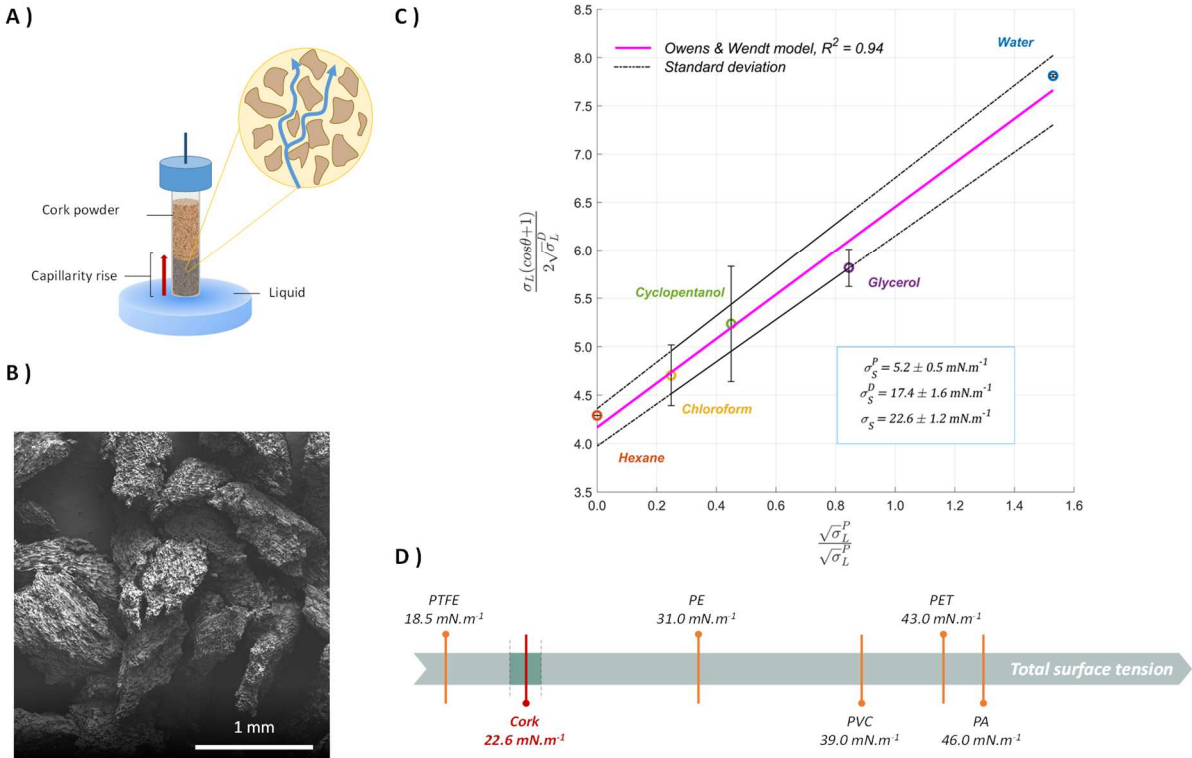 A )
Cork powder
Capillarity rise
Liquid
B )
1 mm
C )
Owens & Wendt model, R² = 0.94
Standard deviation
Water
Cyclopentanol
Glycerol
Chloroform
Hexane
σ_S^P = 5.2 ± 0.5 mN.m⁻¹
σ_S^D = 17.4 ± 1.6 mN.m⁻¹
σ_S = 22.6 ± 1.2 mN.m⁻¹
σ_L(cosθ+1)
2√σ_L^D
8.5
8.0
7.5
7.0
6.5
6.0
5.5
5.0
4.5
4.0
3.5
0.0 0.2 0.4 0.6 0.8 1.0 1.2 1.4 1.6
√σ_L^P
√σ_L^P
D )
PTFE
18.5 mN.m⁻¹
PE
31.0 mN.m⁻¹
PET
43.0 mN.m⁻¹
Total surface tension
Cork
22.6 mN.m⁻¹
PVC
39.0 mN.m⁻¹
PA
46.0 mN.m⁻¹